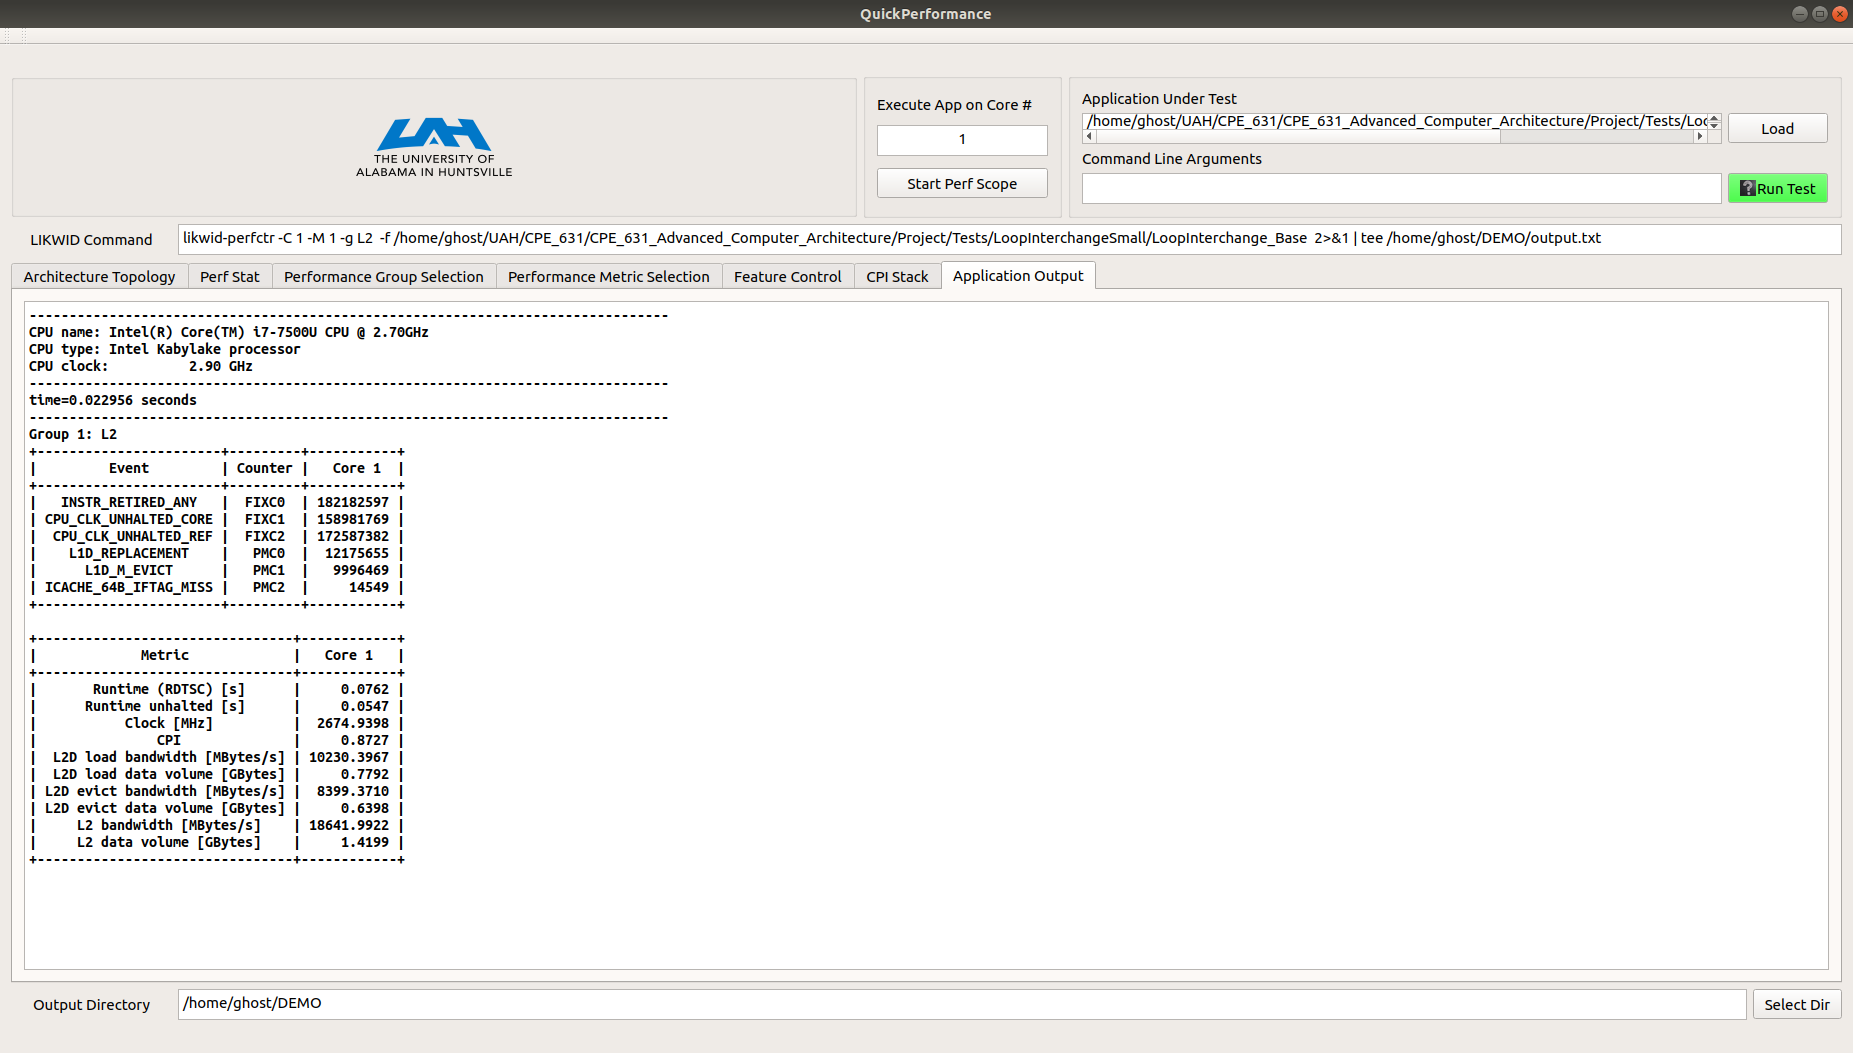 QuickPerformance
THE UNIVERSITY OF
ALABAMA IN HUNTSVILLE
Execute App on Core #
1
Start Perf Scope
Application Under Test
/home/ghost/UAH/CPE_631/CPE_631_Advanced_Computer_Architecture/Project/Tests/Loo
Load
Command Line Arguments
Run Test
LIKWID Command
likwid-perfctr -C 1 -M 1 -g L2  -f /home/ghost/UAH/CPE_631/CPE_631_Advanced_Computer_Architecture/Project/Tests/LoopInterchangeSmall/LoopInterchange_Base  2>&1 | tee /home/ghost/DEMO/output.txt
Architecture Topology Perf Stat Performance Group Selection Performance Metric Selection Feature Control CPI Stack Application Output
--------------------------------------------------------------------------------
CPU name: Intel(R) Core(TM) i7-7500U CPU @ 2.70GHz
CPU type: Intel Kabylake processor
CPU clock:          2.90 GHz
--------------------------------------------------------------------------------
time=0.022956 seconds
--------------------------------------------------------------------------------
Group 1: L2
+-----------------------+---------+-----------+
|         Event         | Counter |   Core 1  |
+-----------------------+---------+-----------+
|   INSTR_RETIRED_ANY   |  FIXC0  | 182182597 |
| CPU_CLK_UNHALTED_CORE |  FIXC1  | 158981769 |
|  CPU_CLK_UNHALTED_REF |  FIXC2  | 172587382 |
|    L1D_REPLACEMENT    |   PMC0  |  12175655 |
|      L1D_M_EVICT      |   PMC1  |   9996469 |
| ICACHE_64B_IFTAG_MISS |   PMC2  |     14549 |
+-----------------------+---------+-----------+
+--------------------------------+------------+
|             Metric             |   Core 1   |
+--------------------------------+------------+
|       Runtime (RDTSC) [s]      |     0.0762 |
|      Runtime unhalted [s]      |     0.0547 |
|           Clock [MHz]          |  2674.9398 |
|               CPI              |     0.8727 |
|  L2D load bandwidth [MBytes/s] | 10230.3967 |
|  L2D load data volume [GBytes] |     0.7792 |
| L2D evict bandwidth [MBytes/s] |  8399.3710 |
| L2D evict data volume [GBytes] |     0.6398 |
|     L2 bandwidth [MBytes/s]    | 18641.9922 |
|     L2 data volume [GBytes]    |     1.4199 |
+--------------------------------+------------+
Output Directory
/home/ghost/DEMO
Select Dir